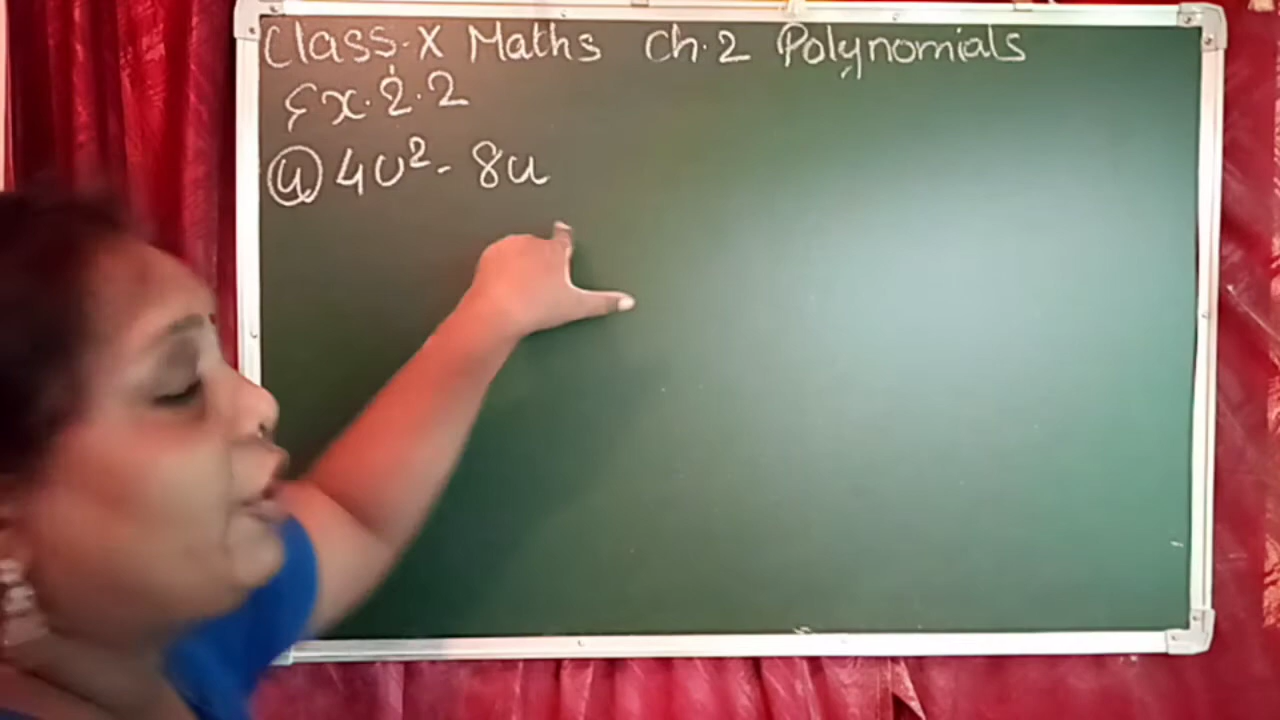 Class-X Maths Ch.2 Polynomials
Ex.2.2
④ 4u² - 8u